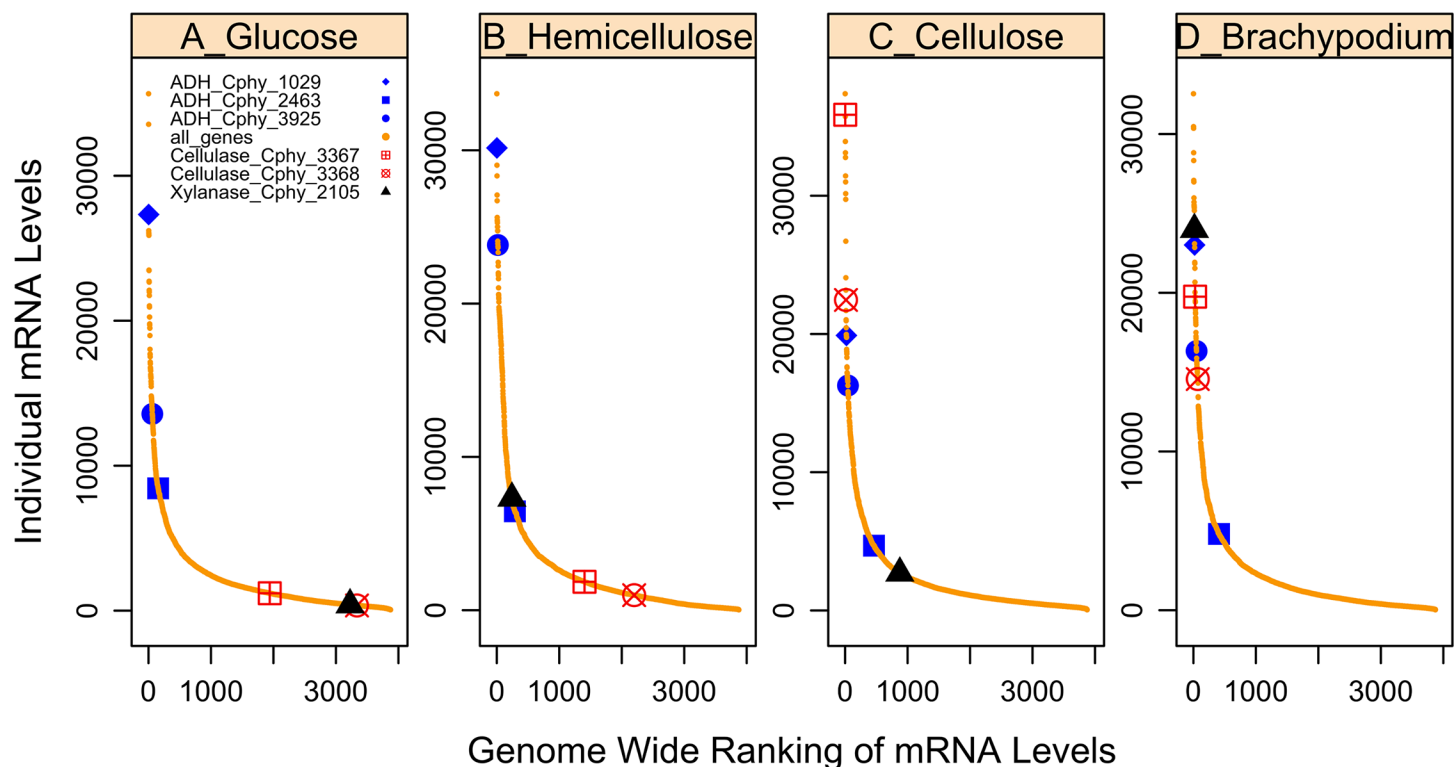 A_Glucose
B_Hemicellulose
C_Cellulose
D_Brachypodium
ADH_Cphy_1029
ADH_Cphy_2463
ADH_Cphy_3925
all_genes
Cellulase_Cphy_3367
Cellulase_Cphy_3368
Xylanase_Cphy_2105
Individual mRNA Levels
30000
20000
10000
0
30000
20000
10000
0
30000
20000
10000
0
30000
20000
10000
0
0 1000 3000
0 1000 3000
0 1000 3000
0 1000 3000
Genome Wide Ranking of mRNA Levels